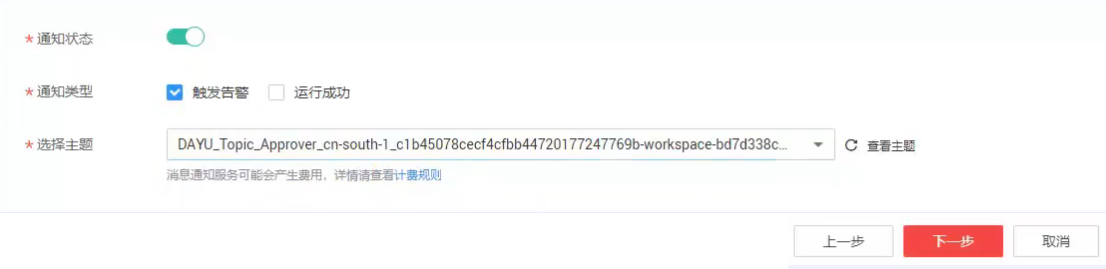 *通知状态
*通知类型 触发告警 运行成功
*选择主题 DAYU_Topic_Approver_cn-south-1_c1b45078cecf4cfbb44720177247769b-workspace-bd7d338c... 查看主题
消息通知服务可能会产生费用，详情请查看计费规则
上一步 下一步 取消